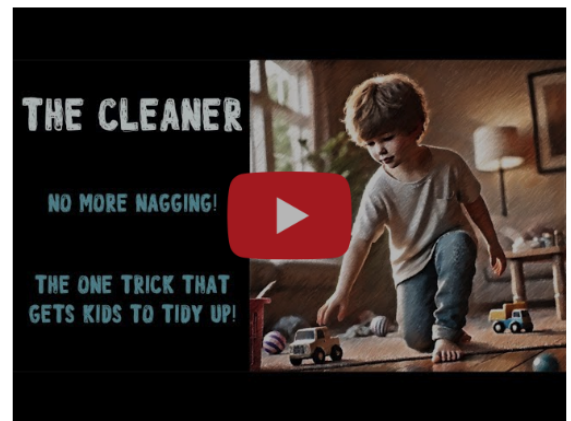 THE CLEANER
NO MORE NAGGING!
THE ONE TRICK THAT
GETS KIDS TO TIDY UP!